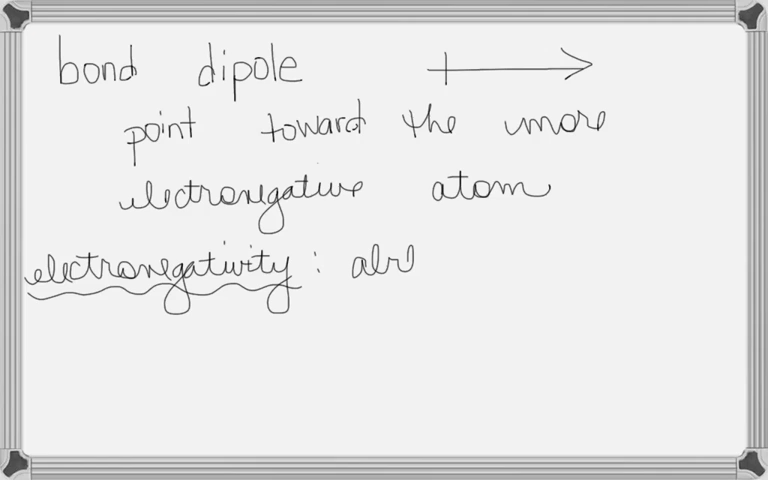 bond dipole
point toward the more
electronegative atom
electronegativity :